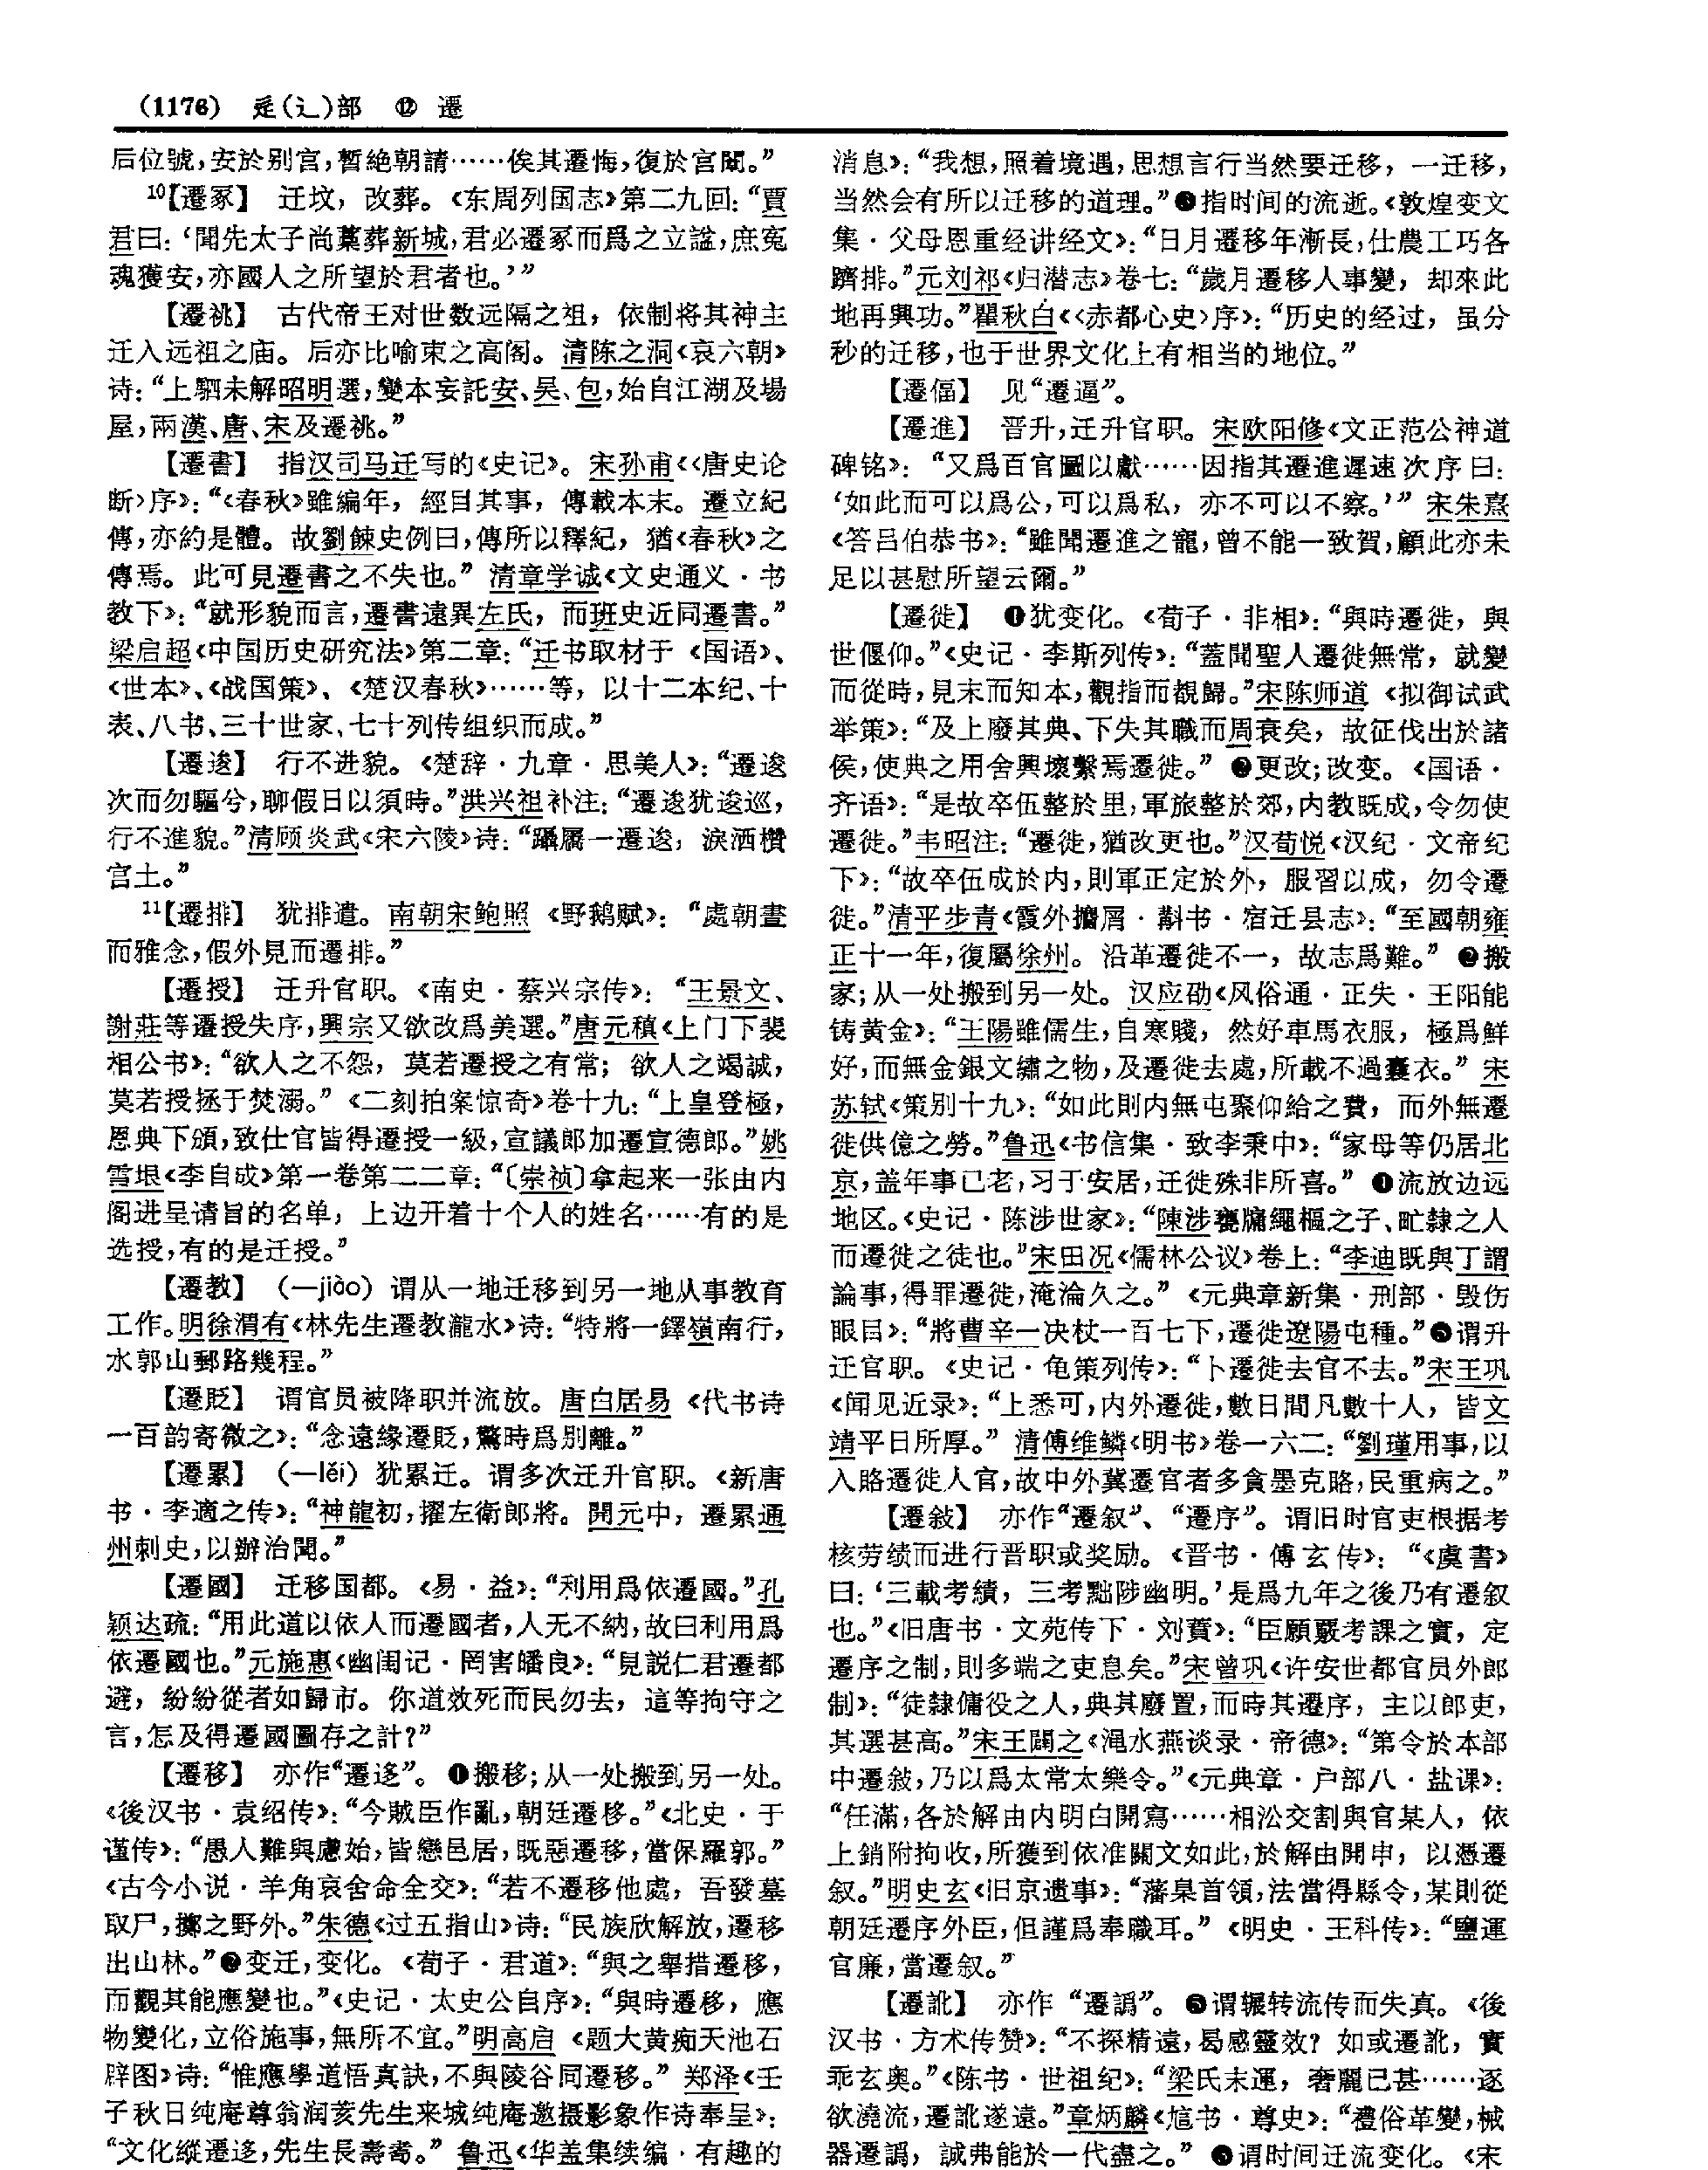 (1176) 辵(辶)部 ⑫ 遷
后位號，安於别宫，暫絶朝請……俟其遷悔，復於宫闈。”
10【遷冢】 迁坟，改葬。《东周列国志》第二九回：“賈
君曰：‘聞先太子尚藁葬新城，君必遷冢而爲之立謚，庶冤
魂獲安，亦國人之所望於君者也。’”
【遷祧】 古代帝王对世数远隔之祖，依制将其神主
迁入远祖之庙。后亦比喻束之高阁。清陈之洞《哀六朝》
诗：“上駟未解昭明選，變本妄託安、吴、包，始自江湖及場
屋，兩漢、唐、宋及遷祧。”
【遷書】 指汉司马迁写的《史记》。宋孙甫《〈唐史论
断〉序》：“《春秋》雖編年，經目其事，傳載本末。遷立紀
傳，亦約是體。故劉餗史例曰，傳所以釋紀，猶《春秋》之
傳焉。此可見遷書之不失也。”清章学诚《文史通义·书
教下》：“就形貌而言，遷書遠異左氏，而班史近同遷書。”
梁启超《中国历史研究法》第二章：“迁书取材于《国语》、
《世本》、《战国策》、《楚汉春秋》……等，以十二本纪、十
表、八书、三十世家、七十列传组织而成。”
【遷逡】 行不进貌。《楚辞·九章·思美人》：“遷逡
次而勿驅兮，聊假日以須時。”洪兴祖补注：“遷逡犹逡巡，
行不進貌。”清顾炎武《宋六陵》诗：“躡屩一遷逡，淚洒欑
宫土。”
11【遷排】 犹排遣。南朝宋鲍照《野鹅赋》：“處朝晝
而雅念，假外見而遷排。”
【遷授】 迁升官职。《南史·蔡兴宗传》：“王景文、
謝莊等遷授失序，興宗又欲改爲美選。”唐元稹《上门下裴
相公书》：“欲人之不怨，莫若遷授之有常；欲人之竭誠，
莫若授拯于焚溺。”《二刻拍案惊奇》卷十九：“上皇登極，
恩典下頒，致仕官皆得遷授一級，宣議郎加遷宣德郎。”姚
雪垠《李自成》第一卷第二二章：“〔崇祯〕拿起来一张由内
阁进呈请旨的名单，上边开着十个人的姓名……有的是
选授，有的是迁授。”
【遷教】 （—jiào）谓从一地迁移到另一地从事教育
工作。明徐渭有《林先生遷教瀧水》诗：“特將一鐸嶺南行，
水郭山郵路幾程。”
【遷貶】 谓官员被降职并流放。唐白居易《代书诗
一百韵寄微之》：“念遠緣遷貶，驚時爲别離。”
【遷累】 （—lěi）犹累迁。谓多次迁升官职。《新唐
书·李適之传》：“神龍初，擢左衛郎將。開元中，遷累通
州刺史，以辦治聞。”
【遷國】 迁移国都。《易·益》：“利用爲依遷國。”孔
颖达疏：“用此道以依人而遷國者，人无不納，故曰利用爲
依遷國也。”元施惠《幽闺记·罔害皤良》：“見説仁君遷都
避，紛紛從者如歸市。你道效死而民勿去，這等拘守之
言，怎及得遷國圖存之計？”
【遷移】 亦作“遷迻”。❶搬移；从一处搬到另一处。
《後汉书·袁绍传》：“今賊臣作亂，朝廷遷移。”《北史·于
谨传》：“愚人難與慮始，皆戀邑居，既惡遷移，當保羅郭。”
《古今小说·羊角哀舍命全交》：“若不遷移他處，吾發墓
取尸，擲之野外。”朱德《过五指山》诗：“民族欣解放，遷移
出山林。”❷变迁，变化。《荀子·君道》：“與之舉措遷移，
而觀其能應變也。”《史记·太史公自序》：“與時遷移，應
物變化，立俗施事，無所不宜。”明高启《题大黄痴天池石
辟图》诗：“惟應學道悟真訣，不與陵谷同遷移。”郑泽《壬
子秋日纯庵尊翁润荄先生来城纯庵邀摄影象作诗奉呈》：
“文化縱遷迻，先生長壽耈。”鲁迅《华盖集续编·有趣的
消息》：“我想，照着境遇，思想言行当然要迁移，一迁移，
当然会有所以迁移的道理。”❸指时间的流逝。《敦煌变文
集·父母恩重经讲经文》：“日月遷移年漸長，仕農工巧各
躋排。”元刘祁《归潜志》卷七：“歲月遷移人事變，却來此
地再興功。”瞿秋白《〈赤都心史〉序》：“历史的经过，虽分
秒的迁移，也于世界文化上有相当的地位。”
【遷偪】 见“遷逼”。
【遷進】 晋升，迁升官职。宋欧阳修《文正范公神道
碑铭》：“又爲百官圖以獻……因指其遷進遲速次序曰：
‘如此而可以爲公，可以爲私，亦不可以不察。’”宋朱熹
《答吕伯恭书》：“雖聞遷進之寵，曾不能一致賀，顧此亦未
足以甚慰所望云爾。”
【遷徙】 ❶犹变化。《荀子·非相》：“與時遷徙，與
世偃仰。”《史记·李斯列传》：“蓋聞聖人遷徙無常，就變
而從時，見末而知本，觀指而覩歸。”宋陈师道《拟御试武
举策》：“及上廢其典、下失其職而周衰矣，故征伐出於諸
侯，使典之用舍興壞繫焉遷徙。”❷更改；改变。《国语·
齐语》：“是故卒伍整於里，軍旅整於郊，内教既成，令勿使
遷徙。”韦昭注：“遷徙，猶改更也。”汉荀悦《汉纪·文帝纪
下》：“故卒伍成於内，則軍正定於外，服習以成，勿令遷
徙。”清平步青《霞外攟屑·斠书·宿迁县志》：“至國朝雍
正十一年，復屬徐州。沿革遷徙不一，故志爲難。”❸搬
家；从一处搬到另一处。汉应劭《风俗通·正失·王阳能
铸黄金》：“王陽雖儒生，自寒賤，然好車馬衣服，極爲鮮
好，而無金銀文繡之物，及遷徙去處，所載不過囊衣。”宋
苏轼《策别十九》：“如此則内無屯聚仰給之費，而外無遷
徙供億之勞。”鲁迅《书信集·致李秉中》：“家母等仍居北
京，盖年事已老，习于安居，迁徙殊非所喜。”❹流放边远
地区。《史记·陈涉世家》：“陳涉甕牖繩樞之子、甿隸之人
而遷徙之徒也。”宋田况《儒林公议》卷上：“李迪既與丁謂
論事，得罪遷徙，淹淪久之。”《元典章新集·刑部·毁伤
眼目》：“將曹辛一决杖一百七下，遷徙遼陽屯種。”❺谓升
迁官职。《史记·龟策列传》：“卜遷徙去官不去。”宋王巩
《闻见近录》：“上悉可，内外遷徙，數日間凡數十人，皆文
靖平日所厚。”清傅维鳞《明书》卷一六二：“劉瑾用事，以
入賂遷徙人官，故中外冀遷官者多貪墨克賂，民重病之。”
【遷敍】 亦作“遷叙”、“遷序”。谓旧时官吏根据考
核劳绩而进行晋职或奖励。《晋书·傅玄传》：“《虞書》
曰：‘三載考績，三考黜陟幽明。’是爲九年之後乃有遷叙
也。”《旧唐书·文苑传下·刘蕡》：“臣願覈考課之實，定
遷序之制，則多端之吏息矣。”宋曾巩《许安世都官员外郎
制》：“徒隸傭役之人，典其廢置，而時其遷序，主以郎吏，
其選甚高。”宋王闢之《渑水燕谈录·帝德》：“第令於本部
中遷敍，乃以爲太常太樂令。”《元典章·户部八·盐课》：
“任滿，各於解由内明白開寫……相沿交割與官某人，依
上銷附拘收，所獲到依准關文如此，於解由開申，以憑遷
叙。”明史玄《旧京遗事》：“藩臬首領，法當得縣令，某則從
朝廷遷序外臣，但謹爲奉職耳。”《明史·王科传》：“鹽運
官廉，當遷叙。”
【遷訛】 亦作“遷譌”。❶谓辗转流传而失真。《後
汉书·方术传赞》：“不探精遠，曷感靈效？如或遷訛，實
乖玄奥。”《陈书·世祖纪》：“梁氏末運，奢麗已甚……逐
欲澆流，遷訛遂遠。”章炳麟《訄书·尊史》：“禮俗革變，械
器遷譌，誠弗能於一代盡之。”❷谓时间迁流变化。《宋